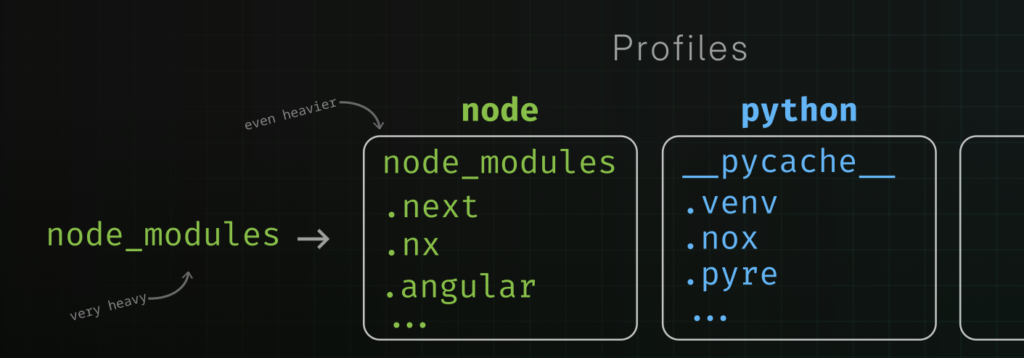 Profiles
even heavier
node
python
node_modules
.next
.nx
.angular
...
__pycache__
.venv
.nox
.pyre
...
node_modules →
very heavy